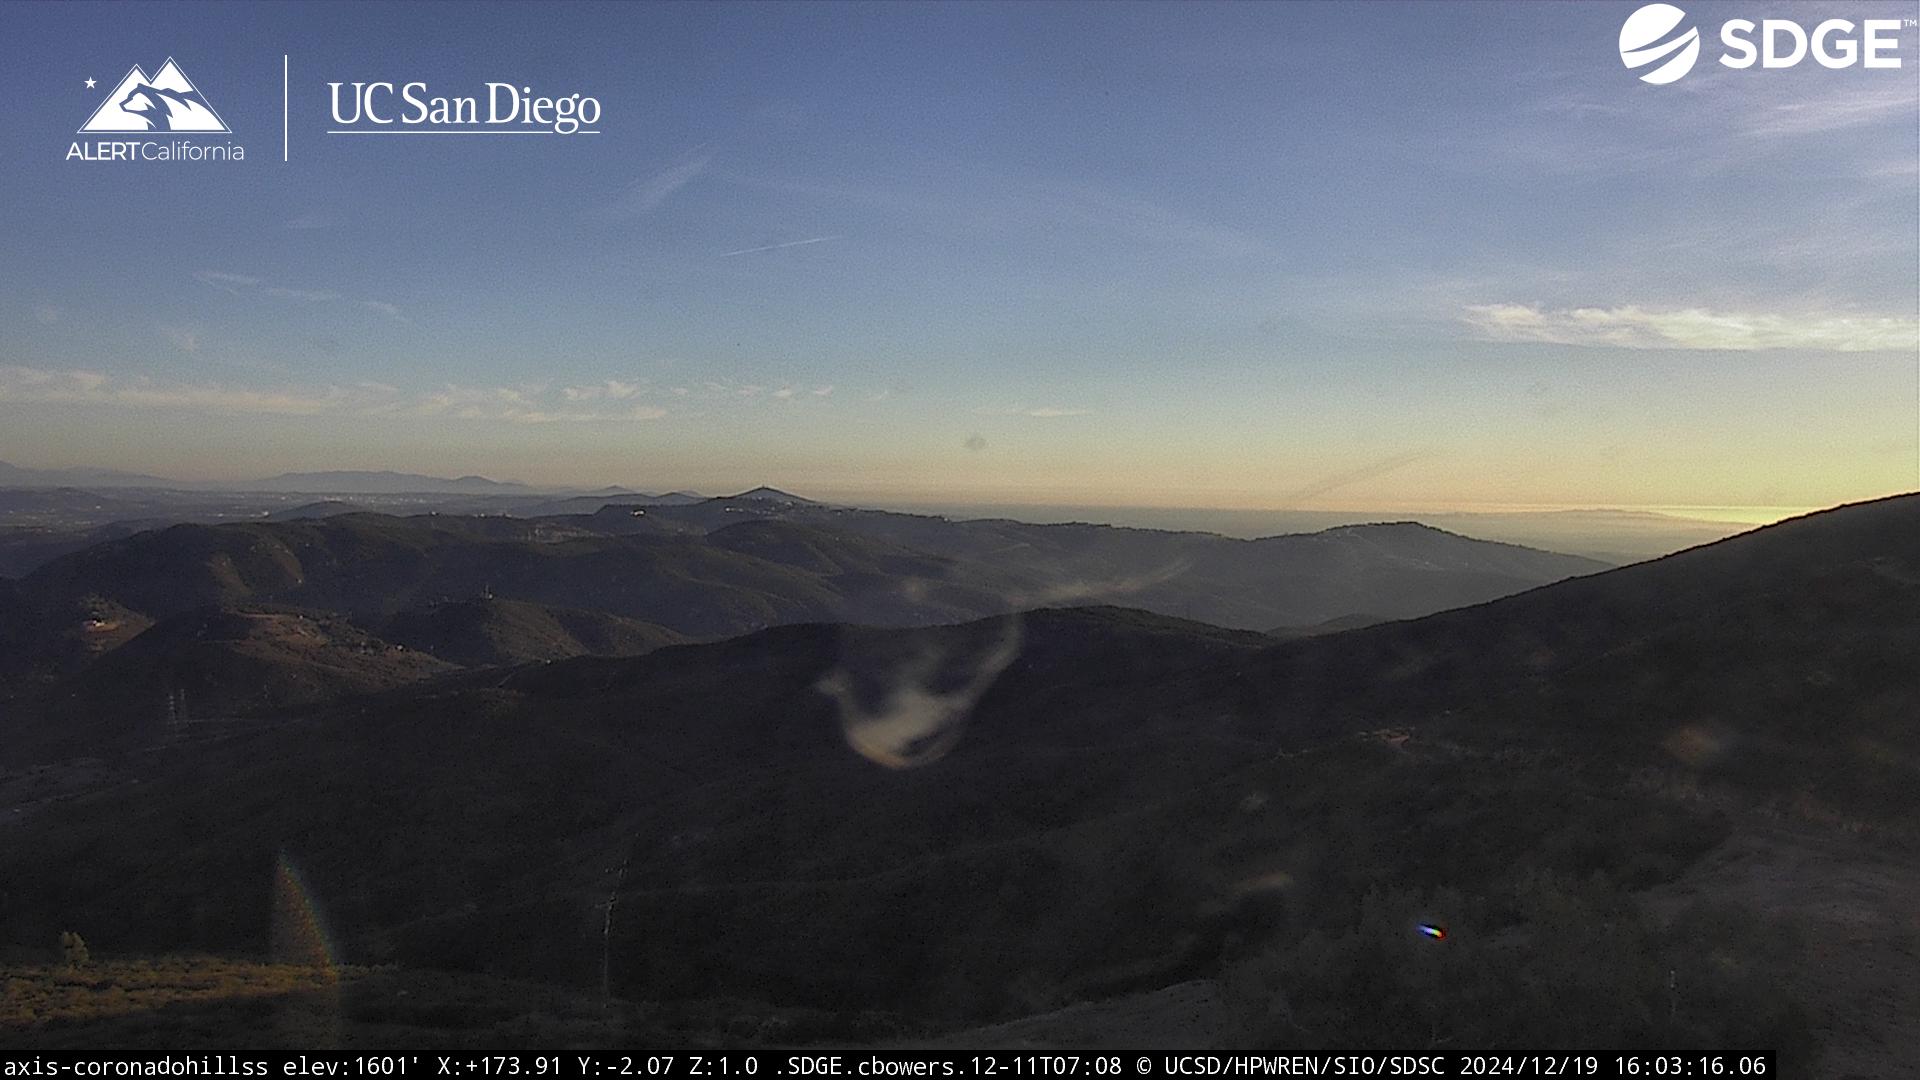 ALERTCalifornia
UC San Diego
SDGE™
axis-coronadohillss elev:1601' X:+173.91 Y:-2.07 Z:1.0 .SDGE.cbowers.12-11T07:08 © UCSD/HPWREN/SIO/SDSC 2024/12/19 16:03:16.06